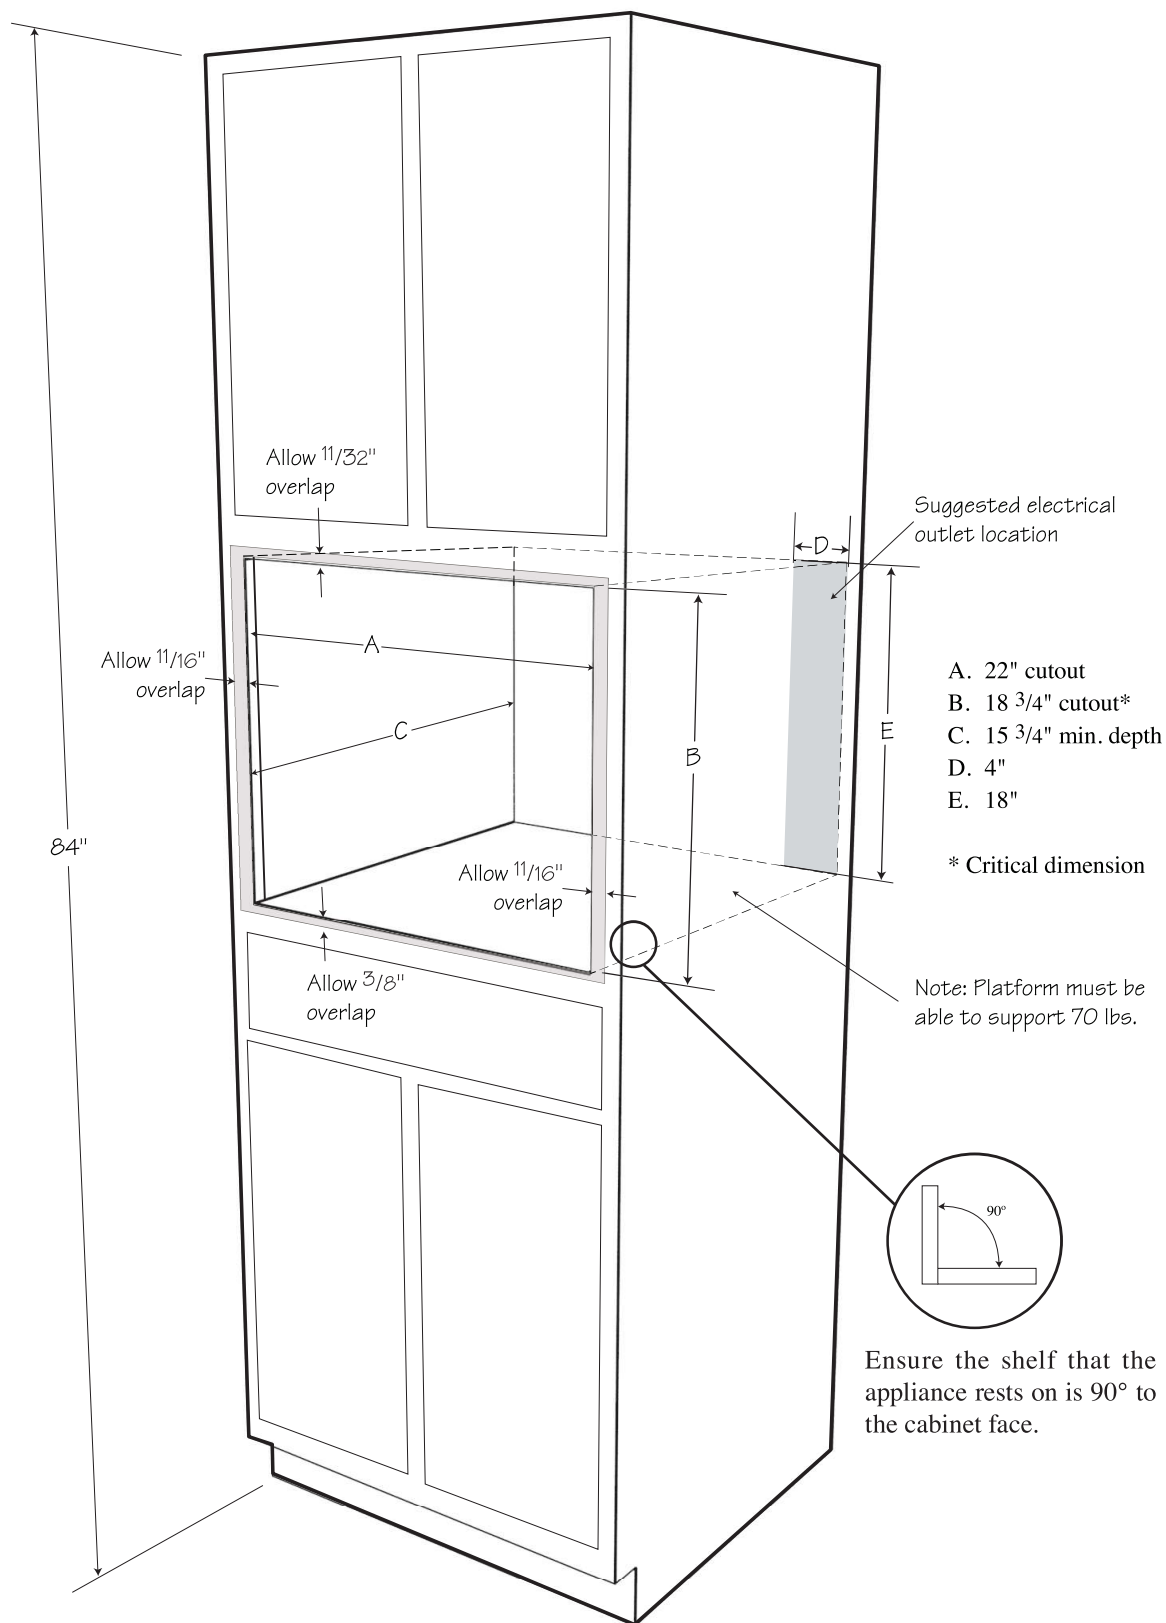 Allow 11/32"
overlap
Suggested electrical
outlet location
D
A
Allow 11/16"
overlap
C
B
E
A. 22" cutout
B. 18 3/4" cutout*
C. 15 3/4" min. depth
D. 4"
E. 18"
* Critical dimension
84"
Allow 11/16"
overlap
Allow 3/8"
overlap
Note: Platform must be
able to support 70 lbs.
90°
Ensure the shelf that the
appliance rests on is 90° to
the cabinet face.